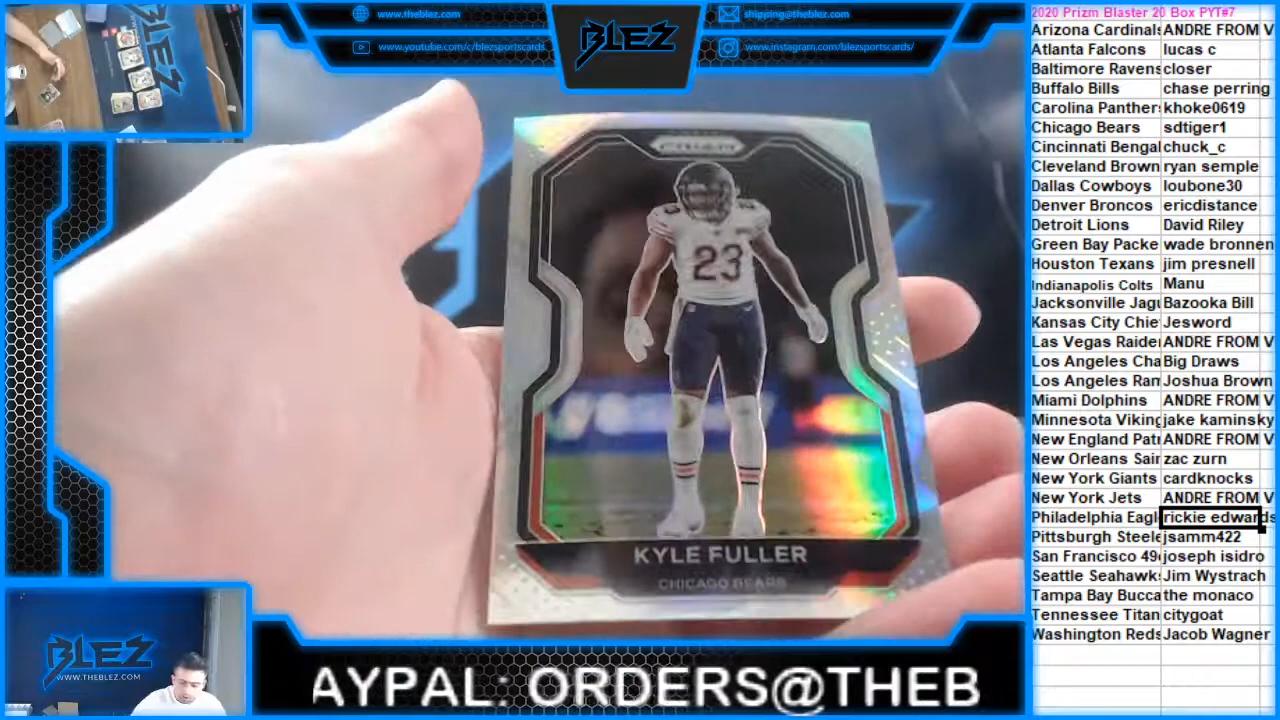 www.theblez.com
www.youtube.com/c/blezsportscards
BLEZ
shipping@theblez.com
www.instagram.com/blezsportscards/
PRIZM
23
KYLE FULLER
CHICAGO BEARS
BLEZ
WWW.THEBLEZ.COM
AYPAL: ORDERS@THEB
2020 Prizm Blaster 20 Box PYT#7
Arizona Cardinals ANDRE FROM V
Atlanta Falcons lucas c
Baltimore Ravens closer
Buffalo Bills chase perring
Carolina Panther khoke0619
Chicago Bears sdtiger1
Cincinnati Bengal chuck_c
Cleveland Brown ryan semple
Dallas Cowboys loubone30
Denver Broncos ericdistance
Detroit Lions David Riley
Green Bay Packe wade bronnen
Houston Texans jim presnell
Indianapolis Colts Manu
Jacksonville Jagu Bazooka Bill
Kansas City Chie Jesword
Las Vegas Raider ANDRE FROM V
Los Angeles Cha Big Draws
Los Angeles Ram Joshua Brown
Miami Dolphins ANDRE FROM V
Minnesota Viking jake kaminsky
New England Patr ANDRE FROM V
New Orleans Sain zac zurn
New York Giants cardknocks
New York Jets ANDRE FROM V
Philadelphia Eagl rickie edwards
Pittsburgh Steele jsamm422
San Francisco 49 joseph isidro
Seattle Seahawk Jim Wystrach
Tampa Bay Bucca the monaco
Tennessee Titan citygoat
Washington Reds Jacob Wagner